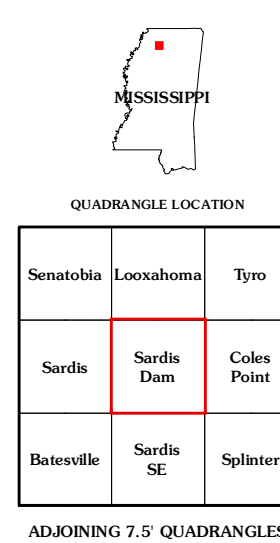 MISSISSIPPI
QUADRANGLE LOCATION
Senatobia Looxahoma Tyro
Sardis Sardis Dam Coles Point
Batesville Sardis SE Splinter
ADJOINING 7.5' QUADRANGLES